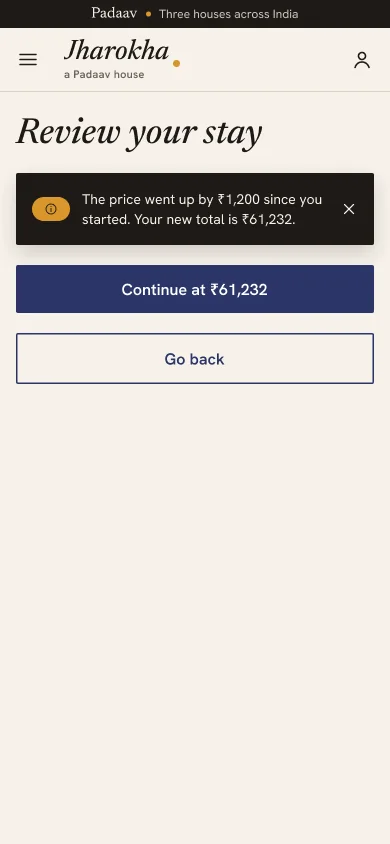 Padaav • Three houses across India
Jharokha
a Padaav house
Review your stay
The price went up by ₹1,200 since you
started. Your new total is ₹61,232.
Continue at ₹61,232
Go back